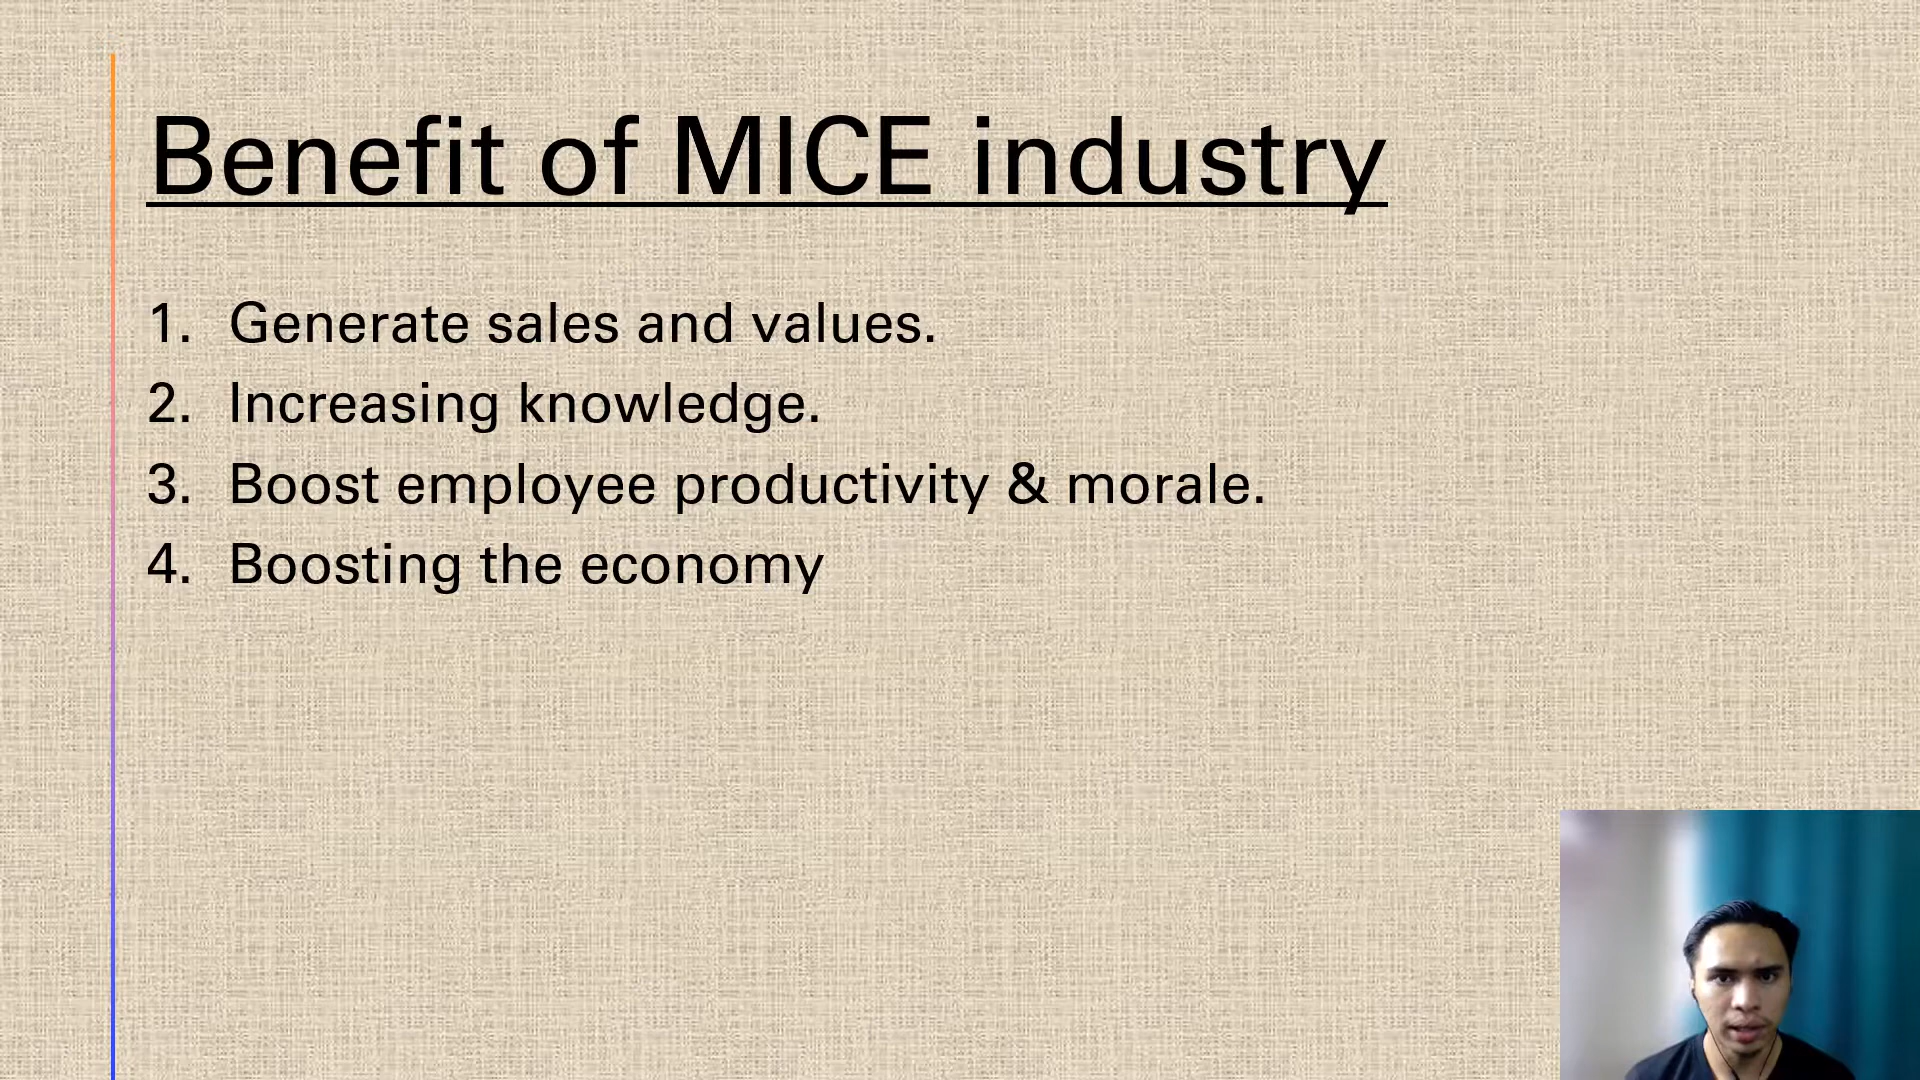 Benefit of MICE industry
1. Generate sales and values.
2. Increasing knowledge.
3. Boost employee productivity & morale.
4. Boosting the economy